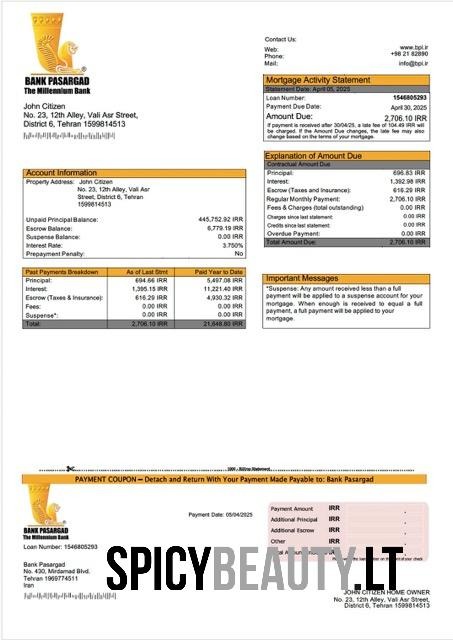 Contact Us:
Web: www.bpi.ir
Phone: +98 21 82890
Mail: info@bpi.ir
BANK PASARGAD
The Millennium Bank
John Citizen
No. 23, 12th Alley, Vali Asr Street,
District 6, Tehran 1599814513
Mortgage Activity Statement
Statement Date: April 05, 2025
Loan Number: 1546805293
Payment Due Date: April 30, 2025
Amount Due: 2,706.10 IRR
If payment is received after 30/04/25, a late fee of 104.49 IRR will
be charged. If the Amount Due changes, the late fee may also
change based on the terms of your mortgage.
Explanation of Amount Due
Contractual Amount Due
Principal: 696.83 IRR
Interest: 1,392.98 IRR
Escrow (Taxes and Insurance): 616.29 IRR
Regular Monthly Payment: 2,706.10 IRR
Fees & Charges (total outstanding) 0.00 IRR
Charges since last statement: 0.00 IRR
Credits since last statement: 0.00 IRR
Overdue Payment: 0.00 IRR
Total Amount Due: 2,706.10 IRR
Account Information
Property Address: John Citizen
No. 23, 12th Alley, Vali Asr
Street, District 6, Tehran
1599814513
Unpaid Principal Balance: 445,752.92 IRR
Escrow Balance: 6,779.19 IRR
Suspense Balance: 0.00 IRR
Interest Rate: 3.750%
Prepayment Penalty: No
Past Payments Breakdown As of Last Stmt Paid Year to Date
Principal: 694.66 IRR 5,497.08 IRR
Interest: 1,395.15 IRR 11,221.40 IRR
Escrow (Taxes & Insurance): 616.29 IRR 4,930.32 IRR
Fees: 0.00 IRR 0.00 IRR
Suspense*: 0.00 IRR 0.00 IRR
Total: 2,706.10 IRR 21,648.80 IRR
Important Messages
*Suspense: Any amount received less than a full
payment will be applied to a suspense account for your
mortgage. When enough is received to equal a full
payment, a full payment will be applied to your
mortgage.
PAYMENT COUPON – Detach and Return With Your Payment Made Payable to: Bank Pasargad
BANK PASARGAD
The Millennium Bank
Loan Number: 1546805293
Payment Date: 05/04/2025
Payment Amount IRR
Additional Principal IRR
Additional Escrow IRR
Other IRR
Bank Pasargad
No. 430, Mirdamad Blvd.
Tehran 1969774511
Iran
SPICYBEAUTY.LT
JOHN CITIZEN HOME OWNER
No. 23, 12th Alley, Vali Asr Str,
District 6, Tehran 1599814513